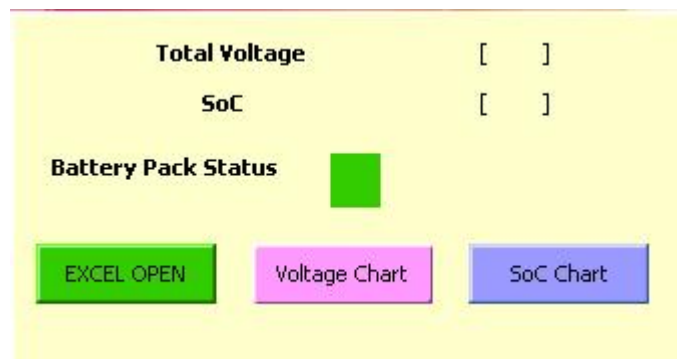 Total Voltage [ ]
SoC [ ]
Battery Pack Status
EXCEL OPEN Voltage Chart SoC Chart